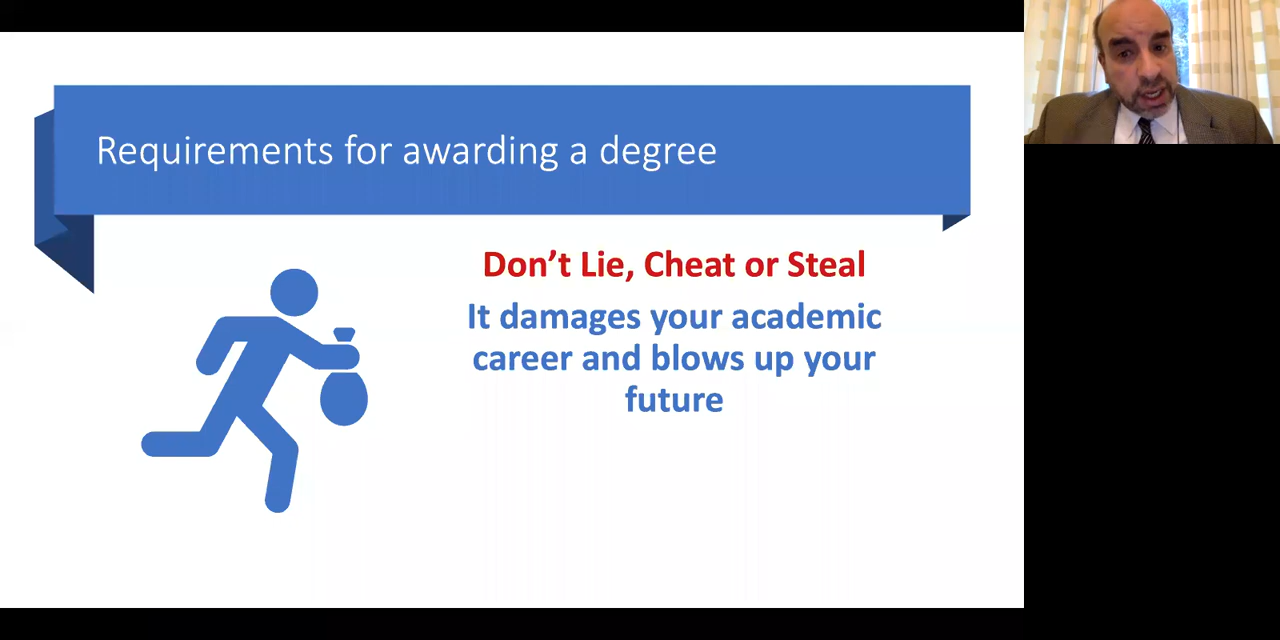 Requirements for awarding a degree
Don’t Lie, Cheat or Steal
It damages your academic
career and blows up your
future